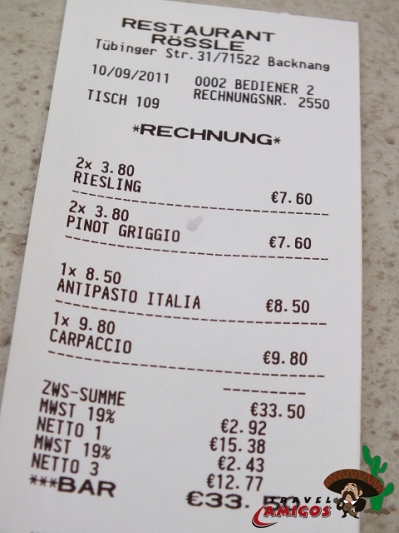 RESTAURANT
RÖSSLE
Tübinger Str.31/71522 Backnang
10/09/2011 0002 BEDIENER 2
TISCH 109 RECHNUNGSNR. 2550
*RECHNUNG*
2x 3.80
RIESLING €7.60
2x 3.80
PINOT GRIGGIO €7.60
1x 8.50
ANTIPASTO ITALIA €8.50
1x 9.80
CARPACCIO €9.80
ZWS-SUMME €33.50
MWST 19% €2.92
NETTO 1 €15.38
MWST 19% €2.43
NETTO 3 €12.77
***BAR €33.50
TRAVEL
AMIGOS